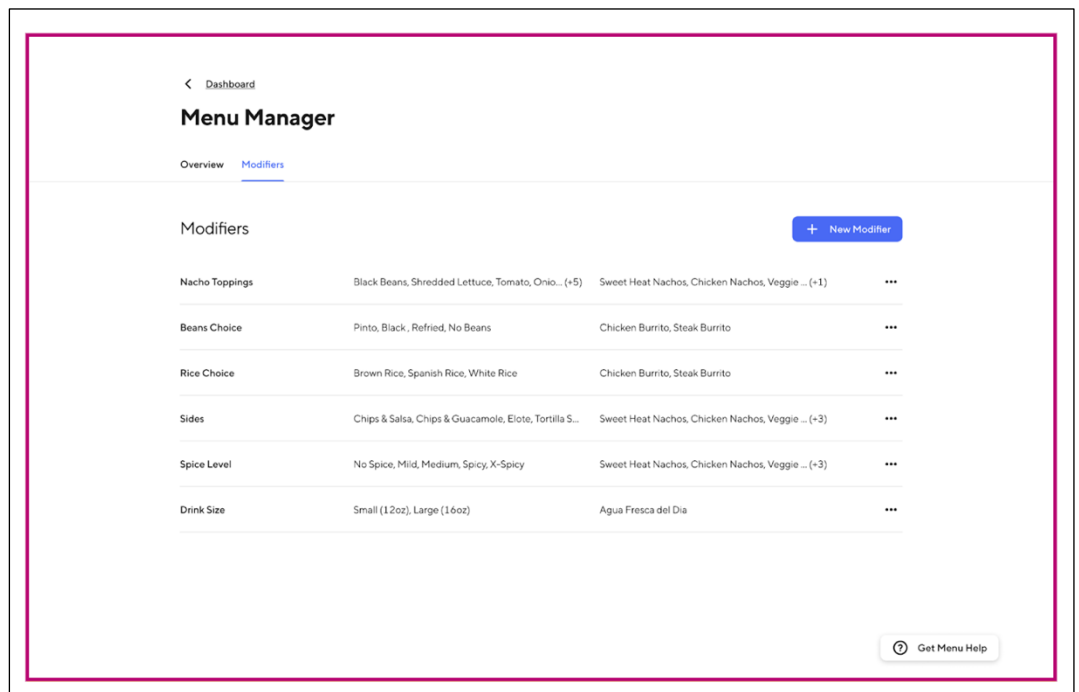 Dashboard
Menu Manager
Overview Modifiers
Modifiers
+ New Modifier
Nacho Toppings Black Beans, Shredded Lettuce, Tomato, Onio... (+5) Sweet Heat Nachos, Chicken Nachos, Veggie ... (+1)
Beans Choice Pinto, Black , Refried, No Beans Chicken Burrito, Steak Burrito
Rice Choice Brown Rice, Spanish Rice, White Rice Chicken Burrito, Steak Burrito
Sides Chips & Salsa, Chips & Guacamole, Elote, Tortilla S... Sweet Heat Nachos, Chicken Nachos, Veggie ... (+3)
Spice Level No Spice, Mild, Medium, Spicy, X-Spicy Sweet Heat Nachos, Chicken Nachos, Veggie ... (+3)
Drink Size Small (12oz), Large (16oz) Agua Fresca del Dia
Get Menu Help